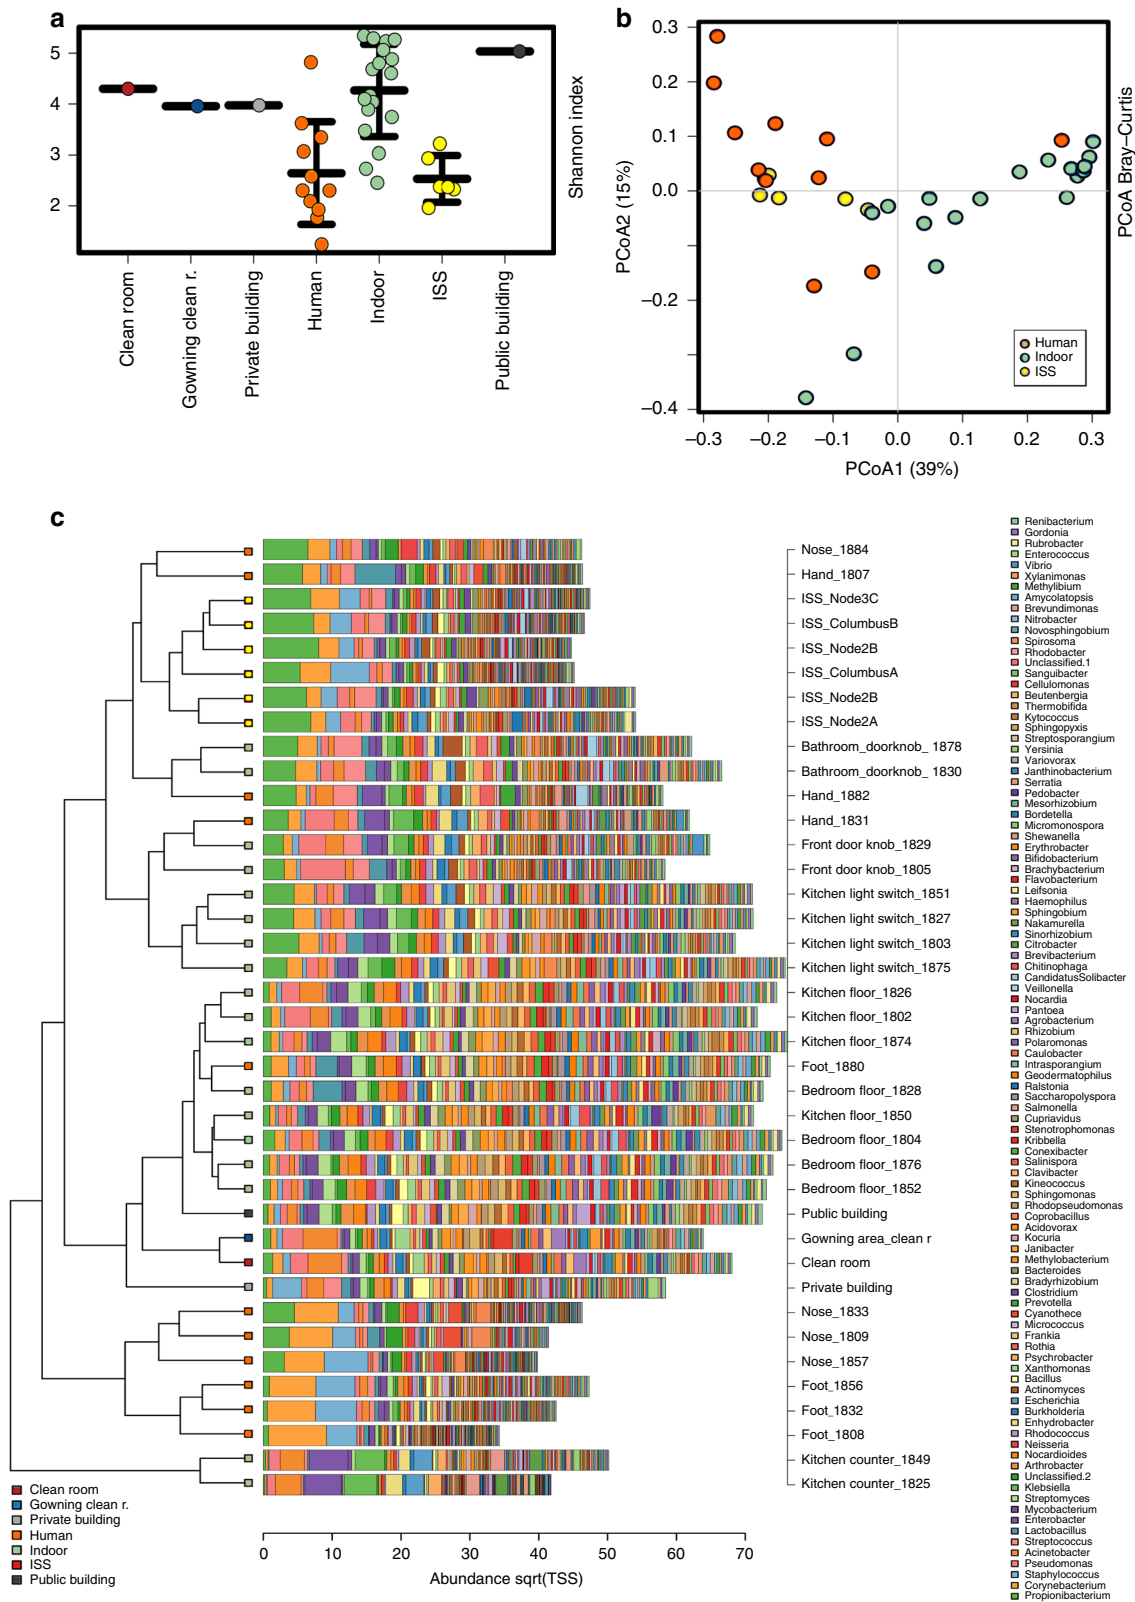 a
5
4
3
2
Shannon index
Clean room
Gowning clean r.
Private building
Human
Indoor
ISS
Public building
b
0.3
0.2
0.1
0.0
−0.2
−0.4
PCoA2 (15%)
PCoA Bray−Curtis
Human
Indoor
ISS
−0.3
−0.2
−0.1
0.0
0.1
0.2
0.3
PCoA1 (39%)
c
Nose_1884
Hand_1807
ISS_Node3C
ISS_ColumbusB
ISS_Node2B
ISS_ColumbusA
ISS_Node2B
ISS_Node2A
Bathroom_doorknob_ 1878
Bathroom_doorknob_ 1830
Hand_1882
Hand_1831
Front door knob_1829
Front door knob_1805
Kitchen light switch_1851
Kitchen light switch_1827
Kitchen light switch_1803
Kitchen light switch_1875
Kitchen floor_1826
Kitchen floor_1802
Kitchen floor_1874
Foot_1880
Bedroom floor_1828
Kitchen floor_1850
Bedroom floor_1804
Bedroom floor_1876
Bedroom floor_1852
Public building
Gowning area_clean r
Clean room
Private building
Nose_1833
Nose_1809
Nose_1857
Foot_1856
Foot_1832
Foot_1808
Kitchen counter_1849
Kitchen counter_1825
Clean room
Gowning clean r.
Private building
Human
Indoor
ISS
Public building
0
10
20
30
40
50
60
70
Abundance sqrt(TSS)
Renibacterium
Gordonia
Rubrobacter
Enterococcus
Vibrio
Xylanimonas
Methylibium
Amycolatopsis
Brevundimonas
Nitrobacter
Novosphingobium
Spirosoma
Rhodobacter
Unclassified.1
Sanguibacter
Cellulomonas
Beutenbergia
Thermobifida
Kytococcus
Sphingopyxis
Streptosporangium
Yersinia
Variovorax
Janthinobacterium
Serratia
Pedobacter
Mesorhizobium
Bordetella
Micromonospora
Shewanella
Erythrobacter
Bifidobacterium
Brachybacterium
Flavobacterium
Leifsonia
Haemophilus
Sphingobium
Nakamurella
Sinorhizobium
Citrobacter
Brevibacterium
Chitinophaga
CandidatusSolibacter
Veillonella
Nocardia
Pantoea
Agrobacterium
Rhizobium
Polaromonas
Caulobacter
Intrasporangium
Geodermatophilus
Ralstonia
Saccharopolyspora
Salmonella
Cupriavidus
Stenotrophomonas
Kribbella
Conexibacter
Salinispora
Clavibacter
Kineococcus
Sphingomonas
Rhodopseudomonas
Coprobacillus
Acidovorax
Kocuria
Janibacter
Methylobacterium
Bacteroides
Bradyrhizobium
Clostridium
Prevotella
Cyanothece
Micrococcus
Frankia
Rothia
Psychrobacter
Xanthomonas
Bacillus
Actinomyces
Escherichia
Burkholderia
Enhydrobacter
Rhodococcus
Neisseria
Nocardioides
Arthrobacter
Unclassified.2
Klebsiella
Streptomyces
Mycobacterium
Enterobacter
Lactobacillus
Streptococcus
Acinetobacter
Pseudomonas
Staphylococcus
Corynebacterium
Propionibacterium